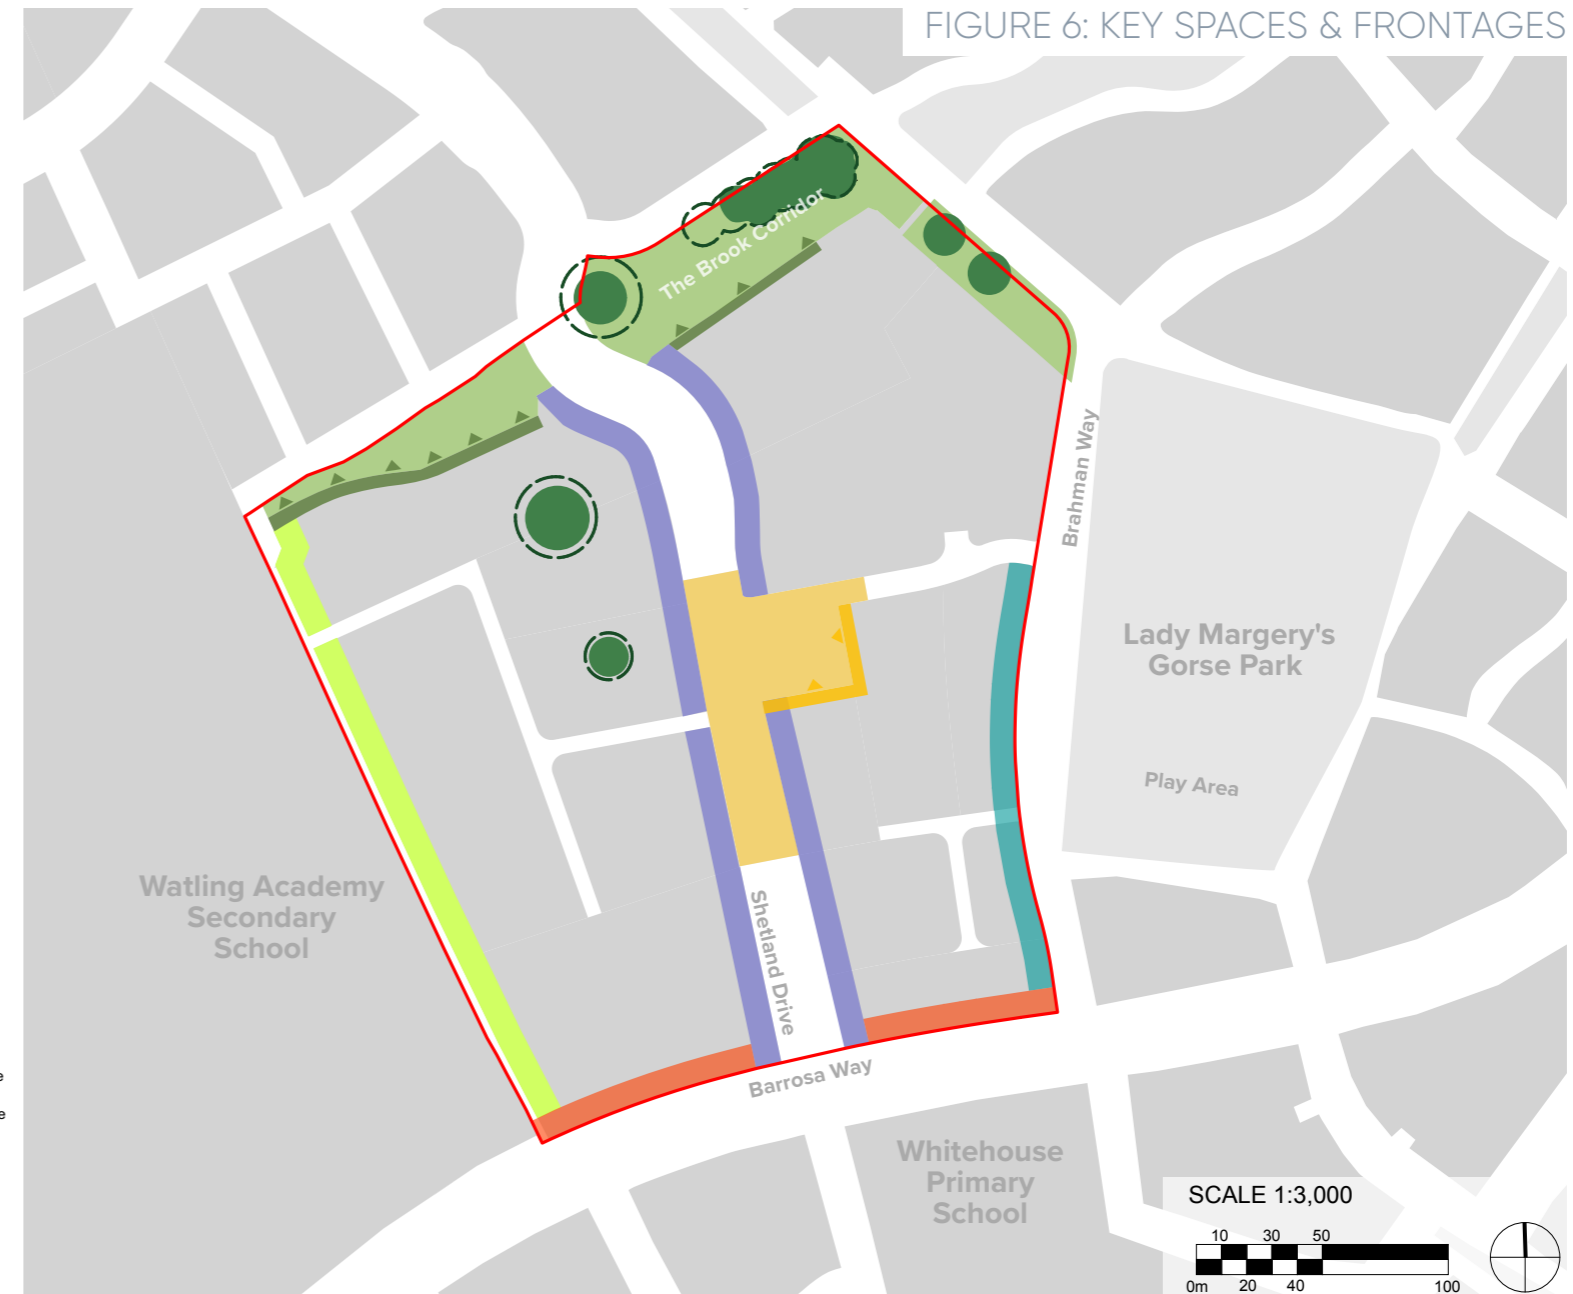 FIGURE 6: KEY SPACES & FRONTAGES
The Brook Corridor
Brahman Way
Lady Margery's
Gorse Park
Play Area
Watling Academy
Secondary
School
Shetland Drive
Barrosa Way
Whitehouse
Primary
School
SCALE 1:3,000
10 30 50
0m 20 40 100